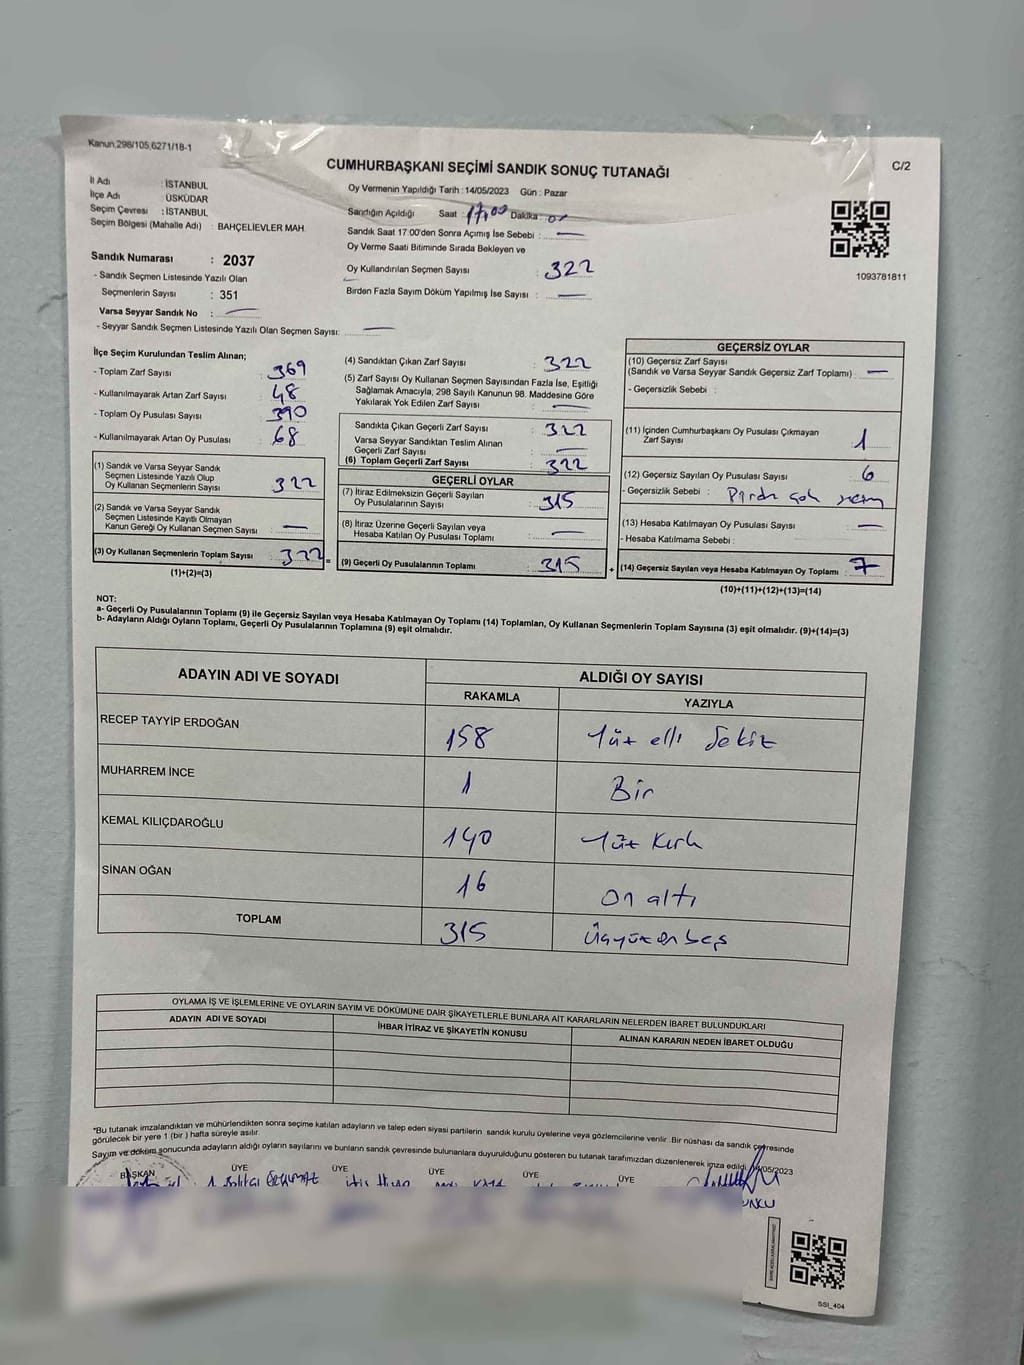 Kanun,298/105,6271/18-1
C/2
CUMHURBAŞKANI SEÇİMİ SANDIK SONUÇ TUTANAĞI
İl Adı : İSTANBUL
İlçe Adı : ÜSKÜDAR
Seçim Çevresi : İSTANBUL
Seçim Bölgesi (Mahalle Adı) : BAHÇELİEVLER MAH.
Sandık Numarası : 2037
- Sandık Seçmen Listesinde Yazılı Olan
Seçmenlerin Sayısı : 351
Varsa Seyyar Sandık No : —
- Seyyar Sandık Seçmen Listesinde Yazılı Olan Seçmen Sayısı: —
Oy Vermenin Yapıldığı Tarih : 14/05/2023 Gün : Pazar
Sandığın Açıldığı Saat : 17,00 Dakika :
Sandık Saat 17:00'den Sonra Açımış İse Sebebi : —
Oy Verme Saati Bitiminde Sırada Bekleyen ve
Oy Kullandırılan Seçmen Sayısı : 322
Birden Fazla Sayım Döküm Yapılmış İse Sayısı : —
1093781811
İlçe Seçim Kurulundan Teslim Alınan;
- Toplam Zarf Sayısı : 369
- Kullanılmayarak Artan Zarf Sayısı : 48
- Toplam Oy Pusulası Sayısı : 390
- Kullanılmayarak Artan Oy Pusulası : 68
(1) Sandık ve Varsa Seyyar Sandık
Seçmen Listesinde Yazılı Olup
Oy Kullanan Seçmenlerin Sayısı : 322
(2) Sandık ve Varsa Seyyar Sandık
Seçmen Listesinde Kayıtlı Olmayan
Kanun Gereği Oy Kullanan Seçmen Sayısı : —
(3) Oy Kullanan Seçmenlerin Toplam Sayısı : 322
(1)+(2)=(3)
(4) Sandıktan Çıkan Zarf Sayısı : 322
(5) Zarf Sayısı Oy Kullanan Seçmen Sayısından Fazla İse, Eşitliği
Sağlamak Amacıyla, 298 Sayılı Kanunun 98. Maddesine Göre
Yakılarak Yok Edilen Zarf Sayısı : —
Sandıkta Çıkan Geçerli Zarf Sayısı : 322
Varsa Seyyar Sandıktan Teslim Alınan
Geçerli Zarf Sayısı : —
(6) Toplam Geçerli Zarf Sayısı : 322
GEÇERLİ OYLAR
(7) İtiraz Edilmeksizin Geçerli Sayılan
Oy Pusulalarının Sayısı : 315
(8) İtiraz Üzerine Geçerli Sayılan veya
Hesaba Katılan Oy Pusulası Toplamı : —
(9) Geçerli Oy Pusulalarının Toplamı : 315
GEÇERSİZ OYLAR
(10) Geçersiz Zarf Sayısı
(Sandık ve Varsa Seyyar Sandık Geçersiz Zarf Toplamı) : —
- Geçersizlik Sebebi :
(11) İçinden Cumhurbaşkanı Oy Pusulası Çıkmayan
Zarf Sayısı : 1
(12) Geçersiz Sayılan Oy Pusulası Sayısı : 6
- Geçersizlik Sebebi :
(13) Hesaba Katılmayan Oy Pusulası Sayısı : —
- Hesaba Katılmama Sebebi :
(14) Geçersiz Sayılan veya Hesaba Katılmayan Oy Toplamı : 7
(10)+(11)+(12)+(13)=(14)
NOT:
a- Geçerli Oy Pusulalarının Toplamı (9) ile Geçersiz Sayılan veya Hesaba Katılmayan Oy Toplamı (14) Toplamları, Oy Kullanan Seçmenlerin Toplam Sayısına (3) eşit olmalıdır. (9)+(14)=(3)
b- Adayların Aldığı Oyların Toplamı, Geçerli Oy Pusulalarının Toplamına (9) eşit olmalıdır.
ADAYIN ADI VE SOYADI
ALDIĞI OY SAYISI
RAKAMLA YAZIYLA
RECEP TAYYİP ERDOĞAN 158 Yüz elli sekiz
MUHARREM İNCE 1 Bir
KEMAL KILIÇDAROĞLU 140 Yüz Kırk
SİNAN OĞAN 16 On altı
TOPLAM 315 Üçyüzonbeş
OYLAMA İŞ VE İŞLEMLERİNE VE OYLARIN SAYIM VE DÖKÜMÜNE DAİR ŞİKAYETLERLE BUNLARA AİT KARARLARIN NELERDEN İBARET BULUNDUKLARI
ADAYIN ADI VE SOYADI İHBAR İTİRAZ VE ŞİKAYETİN KONUSU ALINAN KARARIN NEDEN İBARET OLDUĞU
"Bu tutanak imzalandıktan ve mühürlendikten sonra seçime katılan adayların ve talep eden siyasi partilerin sandık kurulu üyelerine veya gözlemcilerine verilir. Bir nüshası da sandık çevresinde
görülecek bir yere 1 (bir) hafta süreyle asılır.
Sayım ve döküm sonucunda adayların aldığı oyların sayılarını ve bunların sandık çevresinde bulunanlara duyurulduğunu gösteren bu tutanak tarafımızdan düzenlenerek imza edildi. /05/2023
BAŞKAN ÜYE ÜYE ÜYE ÜYE ÜYE
SSI_404